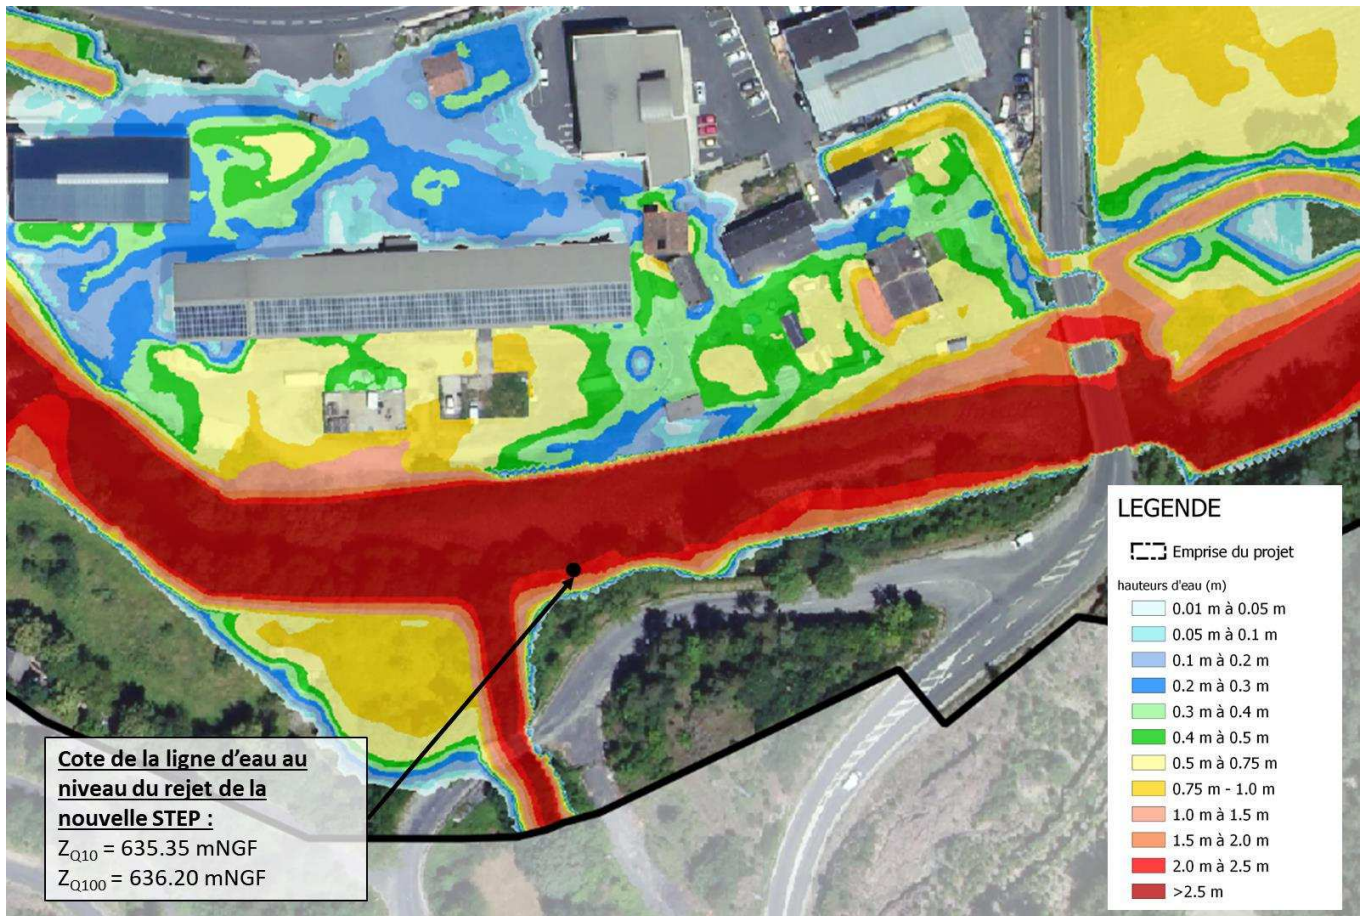 LEGENDE
Emprise du projet
hauteurs d'eau (m)
0.01 m à 0.05 m
0.05 m à 0.1 m
0.1 m à 0.2 m
0.2 m à 0.3 m
0.3 m à 0.4 m
0.4 m à 0.5 m
0.5 m à 0.75 m
0.75 m - 1.0 m
1.0 m à 1.5 m
1.5 m à 2.0 m
2.0 m à 2.5 m
>2.5 m
Cote de la ligne d’eau au
niveau du rejet de la
nouvelle STEP :
Z_Q10 = 635.35 mNGF
Z_Q100 = 636.20 mNGF